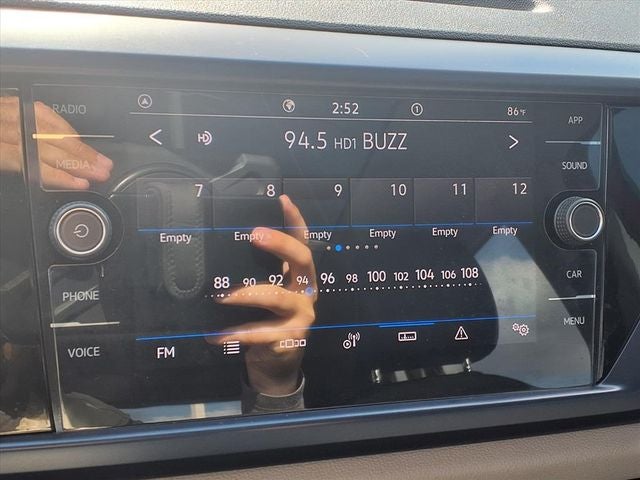 RADIO
MEDIA
PHONE
VOICE
2:52
1
86°F
HD 94.5 HD1 BUZZ
7 8 9 10 11 12
Empty Empty Empty Empty Empty Empty
88 90 92 94 96 98 100 102 104 106 108
FM
APP
SOUND
CAR
MENU